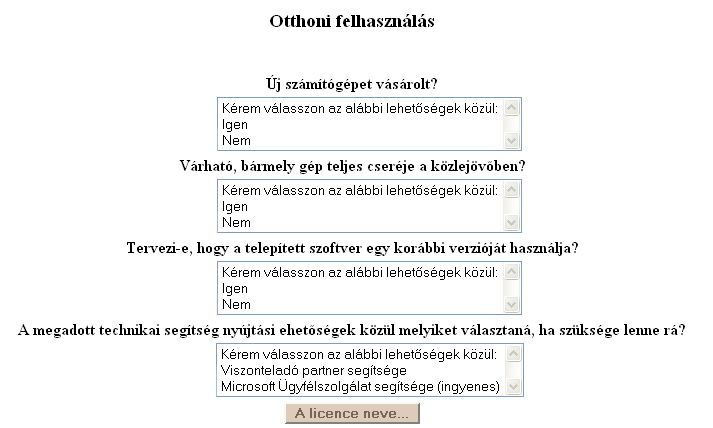 Otthoni felhasználás
Új számítógépet vásárolt?
Kérem válasszon az alábbi lehetőségek közül:
Igen
Nem
Várható, bármely gép teljes cseréje a közlejövőben?
Kérem válasszon az alábbi lehetőségek közül:
Igen
Nem
Tervezi-e, hogy a telepített szoftver egy korábbi verzióját használja?
Kérem válasszon az alábbi lehetőségek közül:
Igen
Nem
A megadott technikai segítség nyújtási ehetőségek közül melyiket választaná, ha szüksége lenne rá?
Kérem válasszon az alábbi lehetőségek közül:
Viszonteladó partner segítsége
Microsoft Ügyfélszolgálat segítsége (ingyenes)
A licence neve...